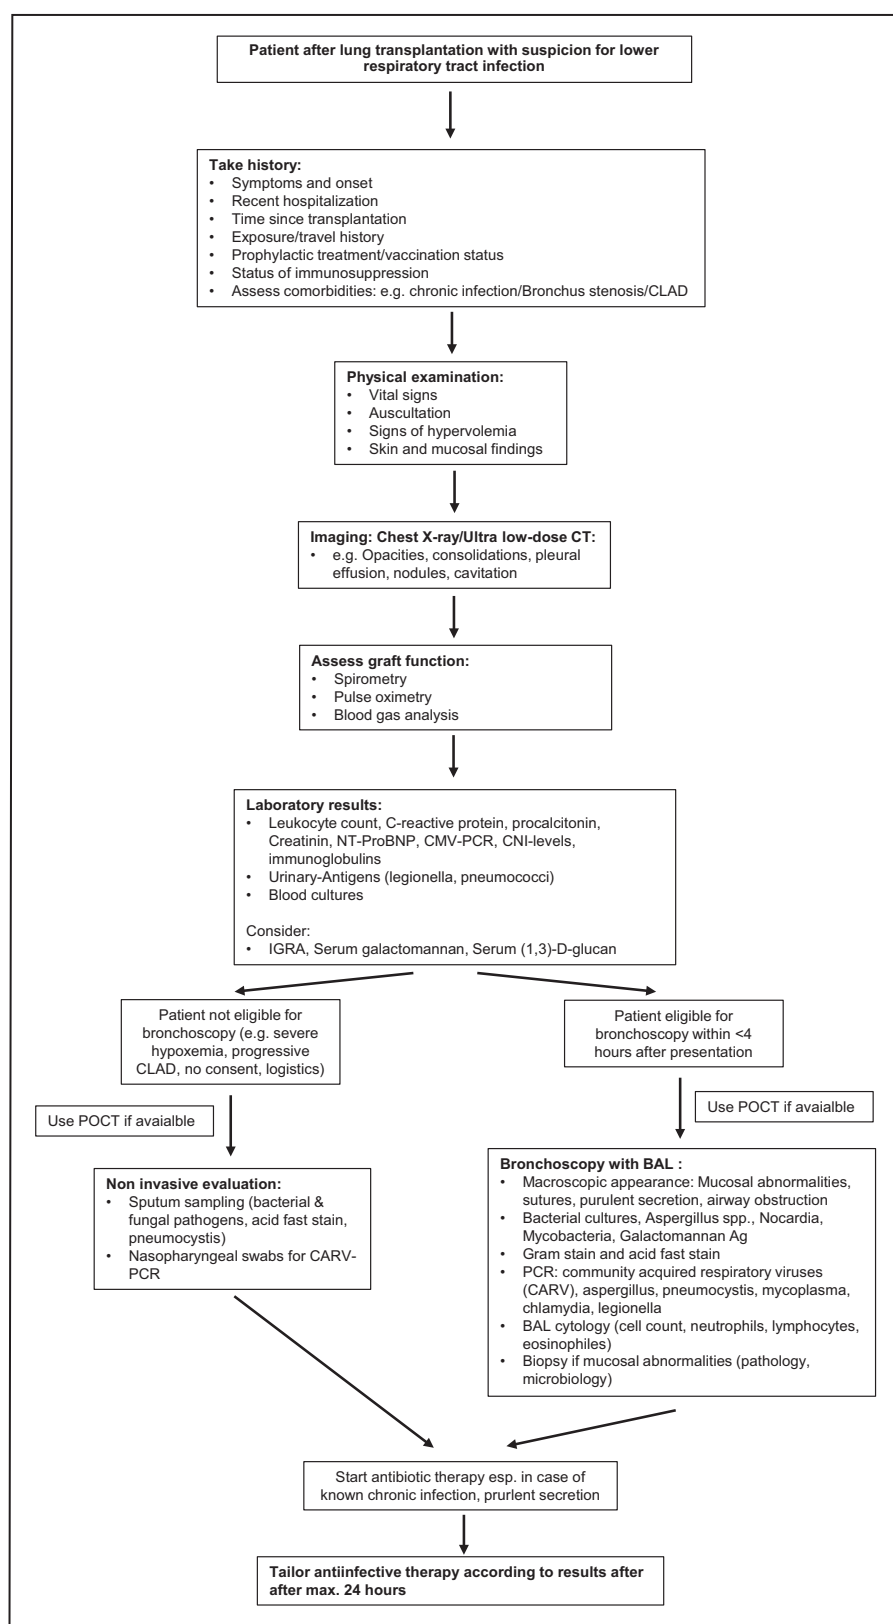 Patient after lung transplantation with suspicion for lower
respiratory tract infection
Take history:
• Symptoms and onset
• Recent hospitalization
• Time since transplantation
• Exposure/travel history
• Prophylactic treatment/vaccination status
• Status of immunosuppression
• Assess comorbidities: e.g. chronic infection/Bronchus stenosis/CLAD
Physical examination:
• Vital signs
• Auscultation
• Signs of hypervolemia
• Skin and mucosal findings
Imaging: Chest X-ray/Ultra low-dose CT:
• e.g. Opacities, consolidations, pleural
effusion, nodules, cavitation
Assess graft function:
• Spirometry
• Pulse oximetry
• Blood gas analysis
Laboratory results:
• Leukocyte count, C-reactive protein, procalcitonin,
Creatinin, NT-ProBNP, CMV-PCR, CNI-levels,
immunoglobulins
• Urinary-Antigens (legionella, pneumococci)
• Blood cultures
Consider:
• IGRA, Serum galactomannan, Serum (1,3)-D-glucan
Patient not eligible for
bronchoscopy (e.g. severe
hypoxemia, progressive
CLAD, no consent, logistics)
Use POCT if avaialble
Non invasive evaluation:
• Sputum sampling (bacterial &
fungal pathogens, acid fast stain,
pneumocystis)
• Nasopharyngeal swabs for CARV-
PCR
Patient eligible for
bronchoscopy within <4
hours after presentation
Use POCT if avaialble
Bronchoscopy with BAL :
• Macroscopic appearance: Mucosal abnormalities,
sutures, purulent secretion, airway obstruction
• Bacterial cultures, Aspergillus spp., Nocardia,
Mycobacteria, Galactomannan Ag
• Gram stain and acid fast stain
• PCR: community acquired respiratory viruses
(CARV), aspergillus, pneumocystis, mycoplasma,
chlamydia, legionella
• BAL cytology (cell count, neutrophils, lymphocytes,
eosinophiles)
• Biopsy if mucosal abnormalities (pathology,
microbiology)
Start antibiotic therapy esp. in case of
known chronic infection, prurlent secretion
Tailor antiinfective therapy according to results after
after max. 24 hours